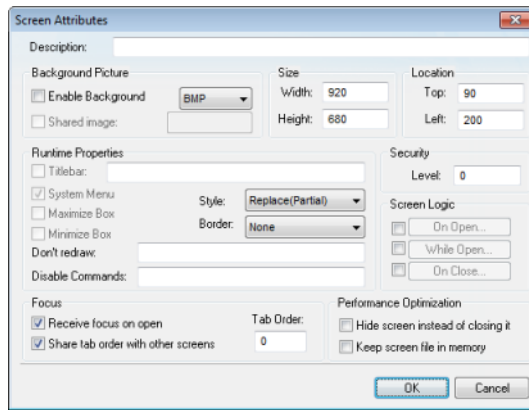 Screen Attributes
Description:
Background Picture
Enable Background
BMP
Shared image:
Size
Width: 920
Height: 680
Location
Top: 90
Left: 200
Runtime Properties
Titlebar:
System Menu
Maximize Box
Minimize Box
Style: Replace(Partial)
Border: None
Don't redraw:
Disable Commands:
Security
Level: 0
Screen Logic
On Open...
While Open...
On Close...
Focus
Receive focus on open
Share tab order with other screens
Tab Order:
0
Performance Optimization
Hide screen instead of closing it
Keep screen file in memory
OK
Cancel